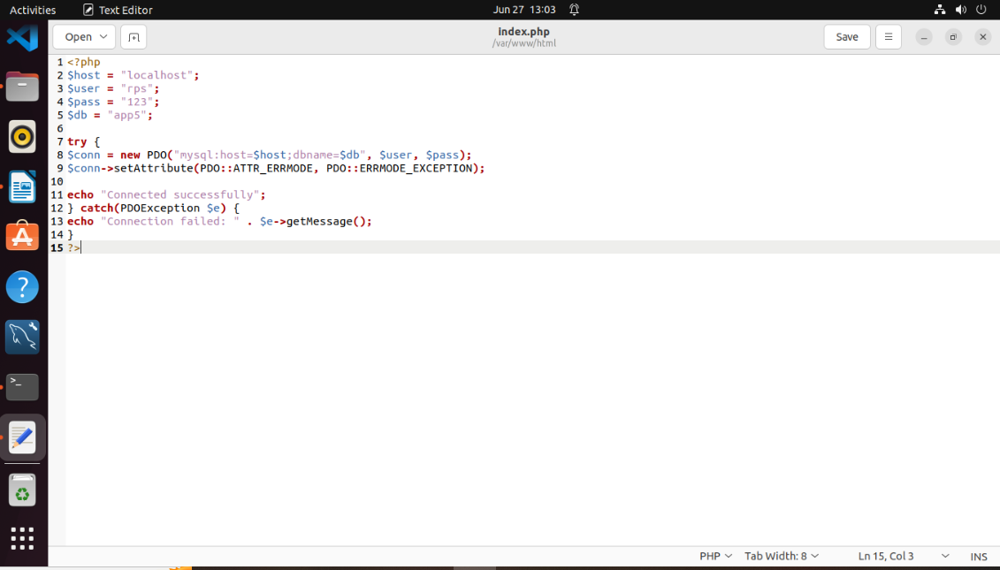 Activities Text Editor Jun 27 13:03
Open index.php Save
/var/www/html
1 <?php
2 $host = "localhost";
3 $user = "rps";
4 $pass = "123";
5 $db = "app5";
6
7 try {
8 $conn = new PDO("mysql:host=$host;dbname=$db", $user, $pass);
9 $conn->setAttribute(PDO::ATTR_ERRMODE, PDO::ERRMODE_EXCEPTION);
10
11 echo "Connected successfully";
12 } catch(PDOException $e) {
13 echo "Connection failed: " . $e->getMessage();
14 }
15 ?>
PHP Tab Width: 8 Ln 15, Col 3 INS